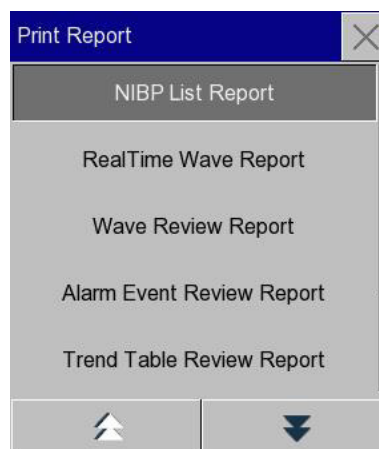 Print Report
NIBP List Report
RealTime Wave Report
Wave Review Report
Alarm Event Review Report
Trend Table Review Report